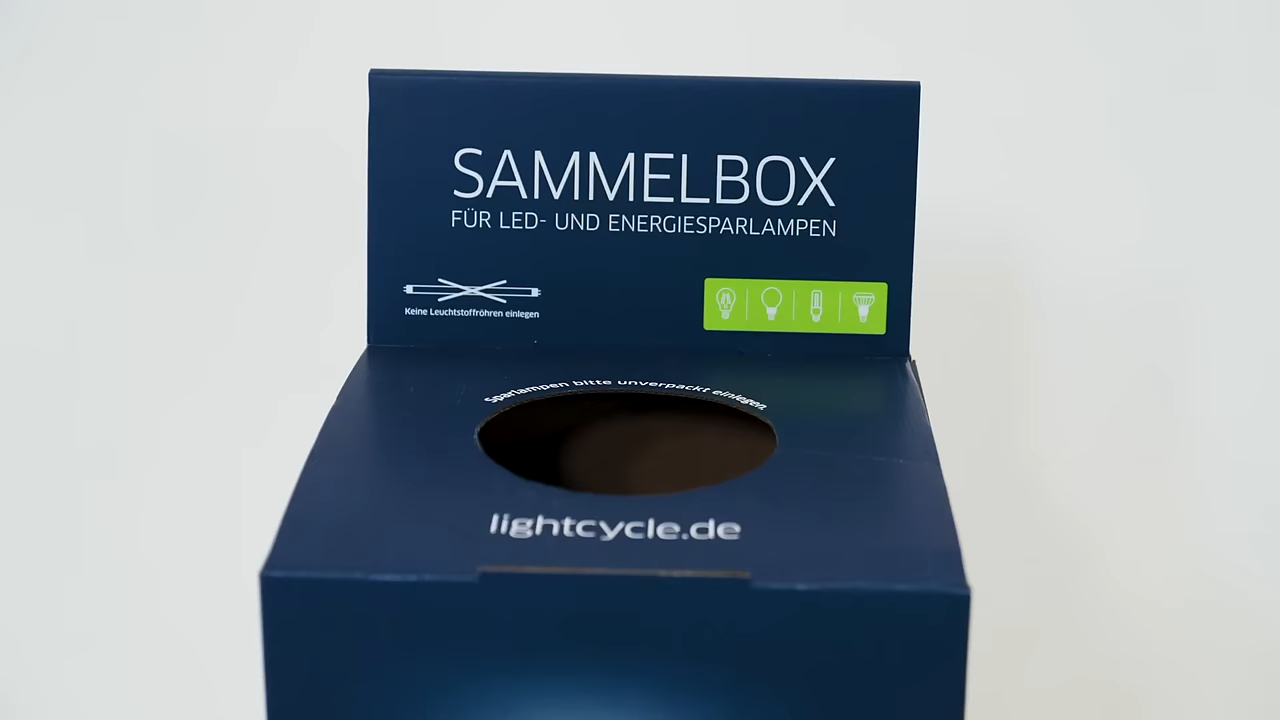 SAMMELBOX
FÜR LED- UND ENERGIESPARLAMPEN
Keine Leuchtstoffröhren einlegen
Sparlampen bitte unverpackt einlegen.
lightcycle.de